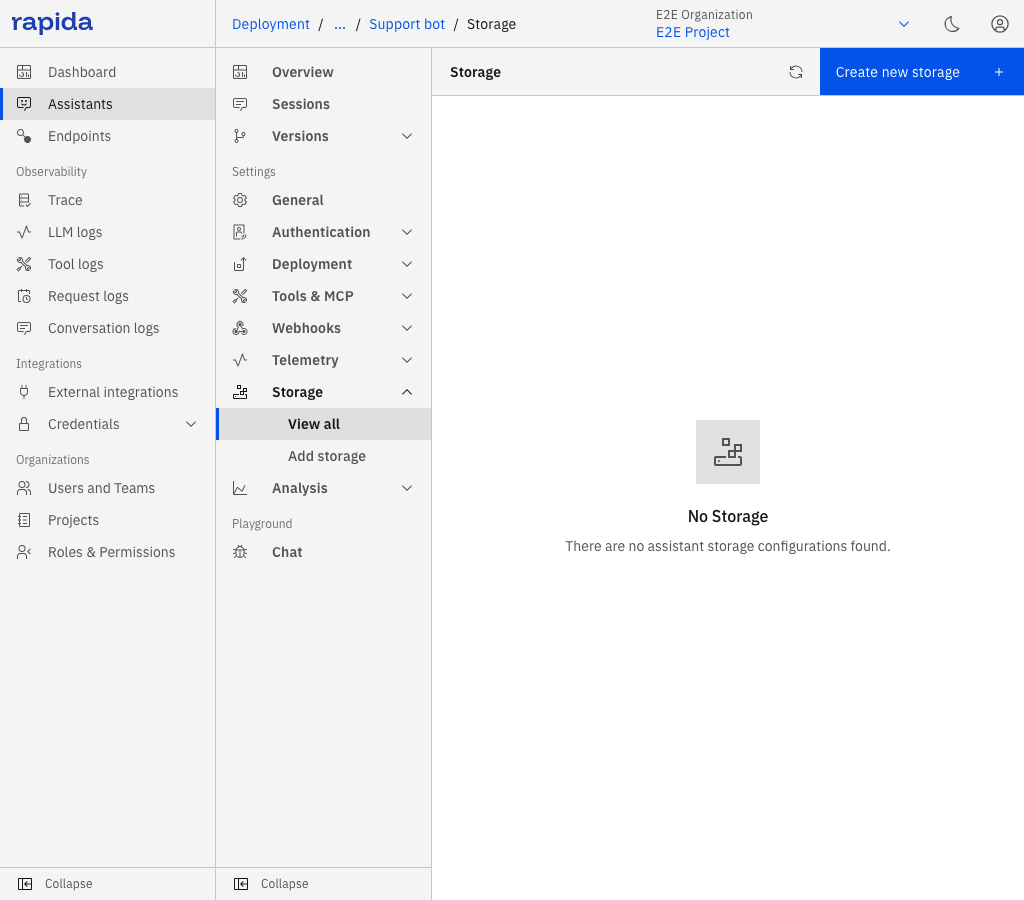 rapida
Deployment / ... / Support bot / Storage
E2E Organization
E2E Project
Dashboard
Assistants
Endpoints
Observability
Trace
LLM logs
Tool logs
Request logs
Conversation logs
Integrations
External integrations
Credentials
Organizations
Users and Teams
Projects
Roles & Permissions
Collapse
Overview
Sessions
Versions
Settings
General
Authentication
Deployment
Tools & MCP
Webhooks
Telemetry
Storage
View all
Add storage
Analysis
Playground
Chat
Collapse
Storage
Create new storage +
No Storage
There are no assistant storage configurations found.